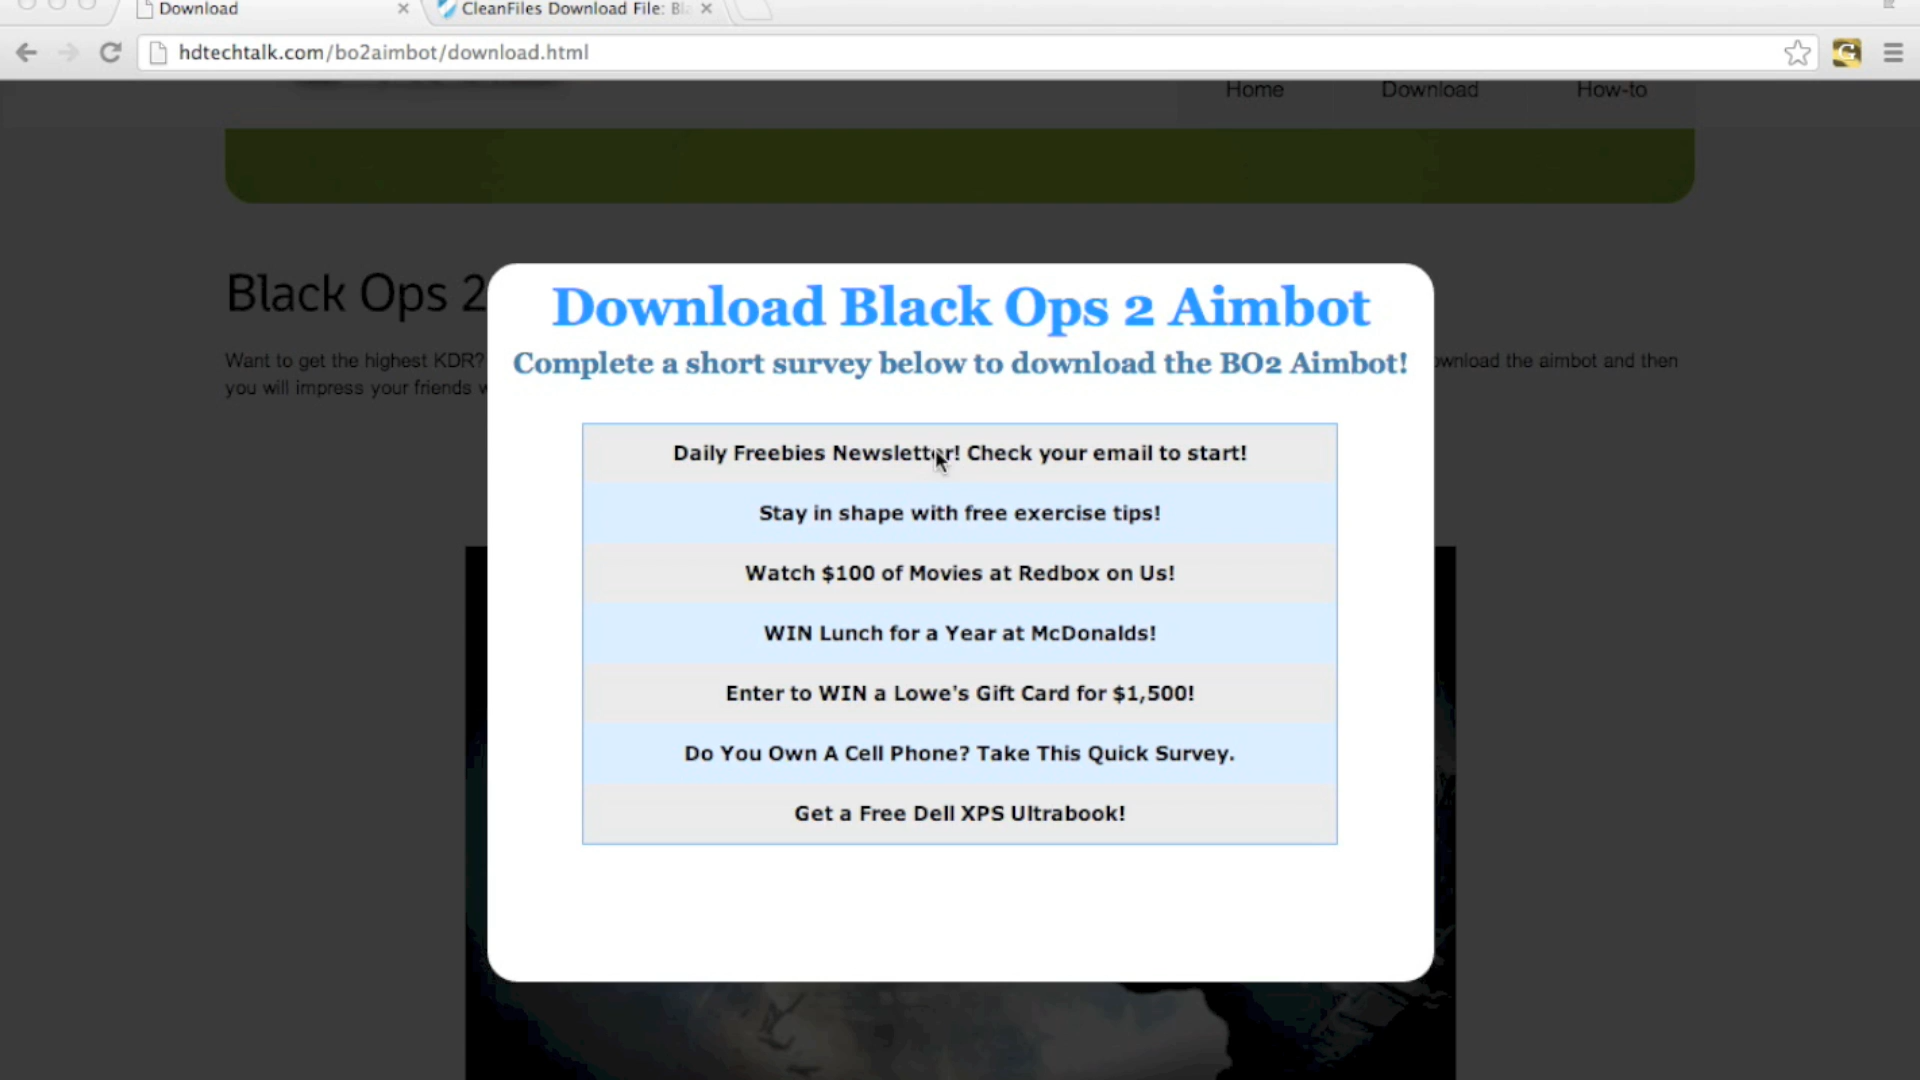 Download
CleanFiles Download File: Bla
hdtechtalk.com/bo2aimbot/download.html
Home
Download
How-to
Black Ops 2
Want to get the highest KDR?
wnload the aimbot and then
you will impress your friends w
Download Black Ops 2 Aimbot
Complete a short survey below to download the BO2 Aimbot!
Daily Freebies Newsletter! Check your email to start!
Stay in shape with free exercise tips!
Watch $100 of Movies at Redbox on Us!
WIN Lunch for a Year at McDonalds!
Enter to WIN a Lowe's Gift Card for $1,500!
Do You Own A Cell Phone? Take This Quick Survey.
Get a Free Dell XPS Ultrabook!